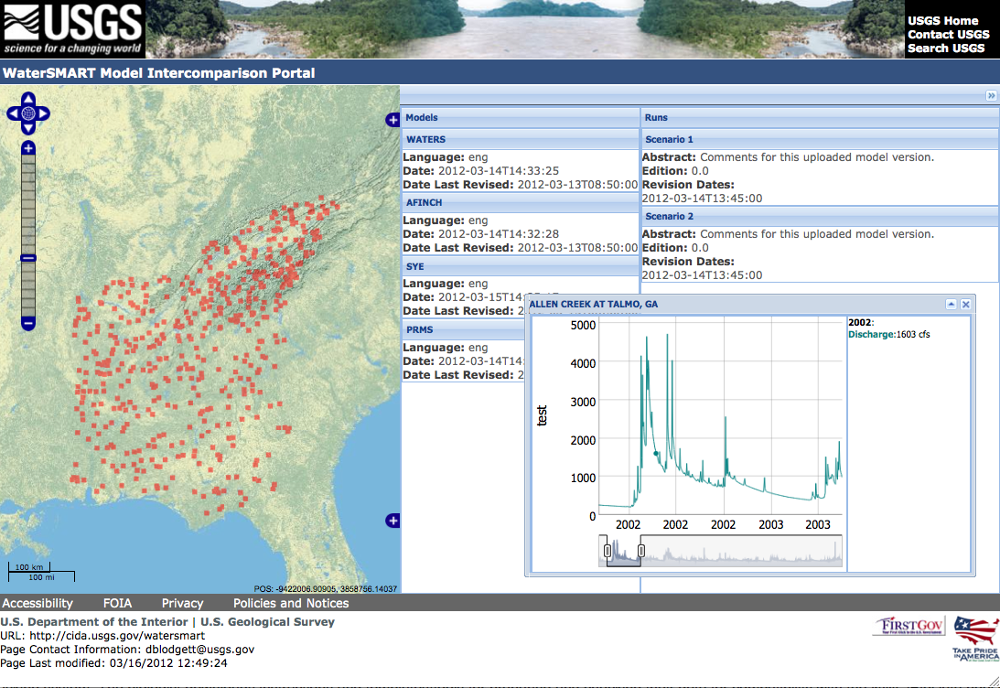 USGS
science for a changing world
USGS Home
Contact USGS
Search USGS
WaterSMART Model Intercomparison Portal
Models
WATERS
Language: eng
Date: 2012-03-14T14:33:25
Date Last Revised: 2012-03-13T08:50:00
AFINCH
Language: eng
Date: 2012-03-14T14:32:28
Date Last Revised: 2012-03-13T08:50:00
SYE
Language: eng
Date: 2012-03-15T14:
Date Last Revised: 2
PRMS
Language: eng
Date: 2012-03-14T14:
Date Last Revised: 2
Runs
Scenario 1
Abstract: Comments for this uploaded model version.
Edition: 0.0
Revision Dates:
2012-03-14T13:45:00
Scenario 2
Abstract: Comments for this uploaded model version.
Edition: 0.0
Revision Dates:
2012-03-14T13:45:00
ALLEN CREEK AT TALMO, GA
5000
4000
3000
2000
1000
0
test
2002 2002 2002 2003 2003
2002:
Discharge:1603 cfs
100 km
100 mi
POS: -9422006.90905, 3858756.14037
Accessibility FOIA Privacy Policies and Notices
U.S. Department of the Interior | U.S. Geological Survey
URL: http://cida.usgs.gov/watersmart
Page Contact Information: dblodgett@usgs.gov
Page Last modified: 03/16/2012 12:49:24
FIRSTGOV
Your First Click to the U.S. Government
TAKE PRIDE
IN AMERICA